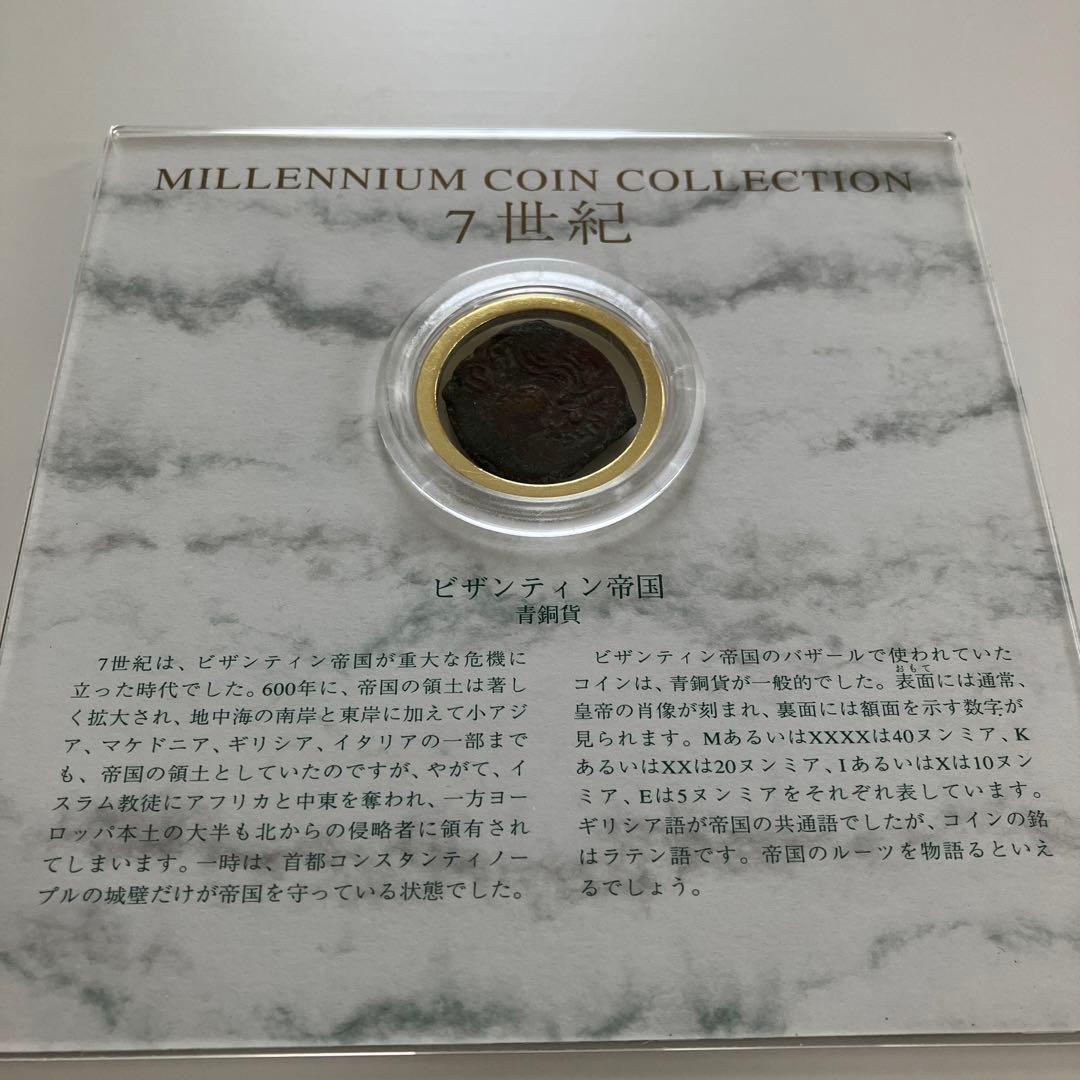 MILLENNIUM COIN COLLECTION
7世紀
ビザンティン帝国
青銅貨
7世紀は、ビザンティン帝国が重大な危機に
立った時代でした。600年に、帝国の領土は著し
く拡大され、地中海の南岸と東岸に加えて小アジ
ア、マケドニア、ギリシア、イタリアの一部まで
も、帝国の領土としていたのですが、やがて、イ
スラム教徒にアフリカと中東を奪われ、一方ヨー
ロッパ本土の大半も北からの侵略者に領有され
てしまいます。一時は、首都コンスタンティノー
プルの城壁だけが帝国を守っている状態でした。
ビザンティン帝国のバザールで使われていた
おもて
コインは、青銅貨が一般的でした。表面には通常、
皇帝の肖像が刻まれ、裏面には額面を示す数字が
見られます。MあるいはXXXXは40ヌンミア、K
あるいはXXは20ヌンミア、IあるいはXは10ヌン
ミア、Eは5ヌンミアをそれぞれ表しています。
ギリシア語が帝国の共通語でしたが、コインの銘
はラテン語です。帝国のルーツを物語るといえ
るでしょう。